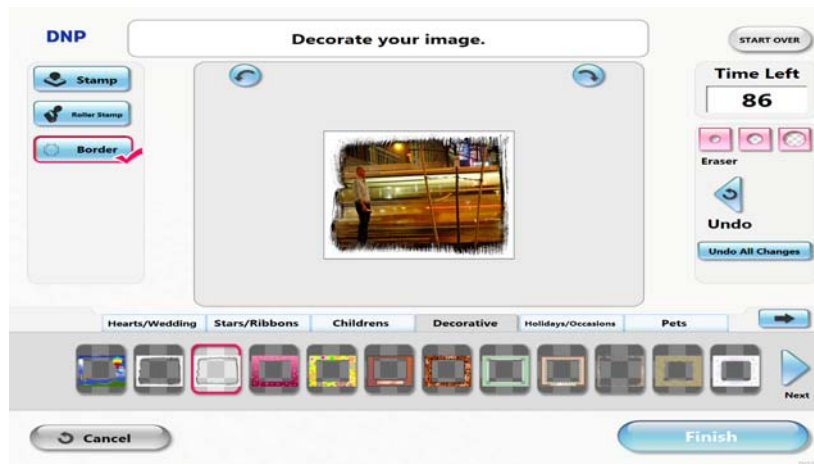 DNP
Decorate your image.
START OVER
Stamp
Roller Stamp
Border
Time Left
86
Eraser
Undo
Undo All Changes
Hearts/Wedding Stars/Ribbons Childrens Decorative Holidays/Occasions Pets
Next
Cancel
Finish